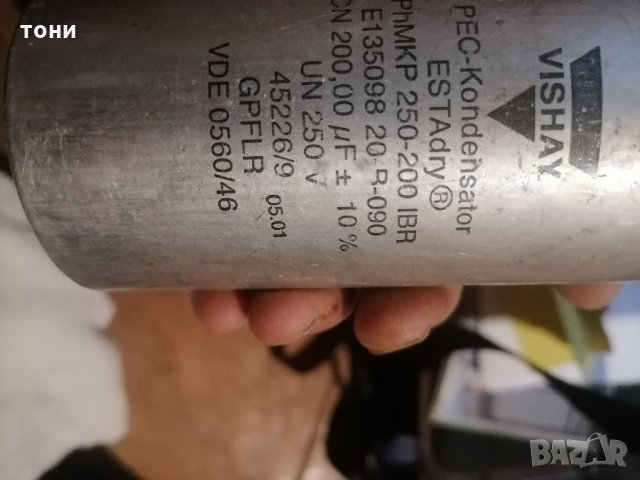 тони
VISHAY
PEC-Kondensator
ESTAdry®
PhMKP 250-200 IBR
E135098 20-R-090
CN 200,00 µF ± 10%
UN 250 V
45226/9 05.01
GPFLR
VDE 0560/46
BAZAR